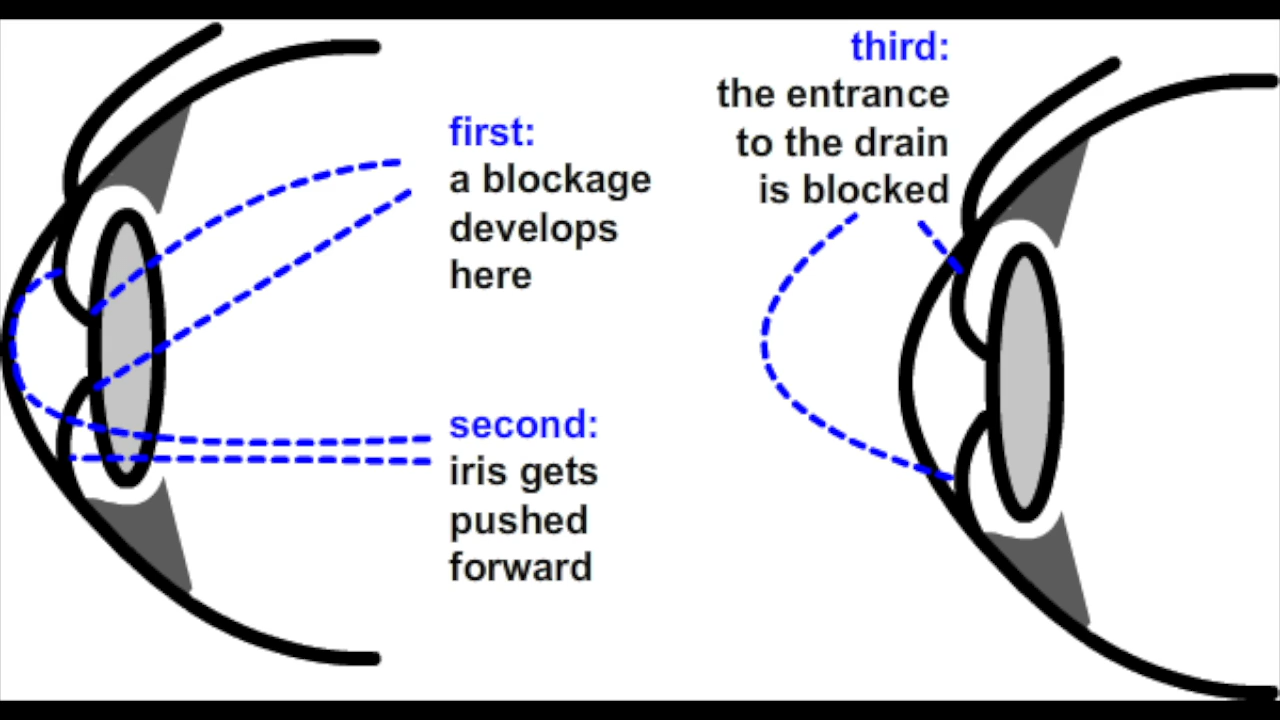 first:
a blockage
develops
here
second:
iris gets
pushed
forward
third:
the entrance
to the drain
is blocked